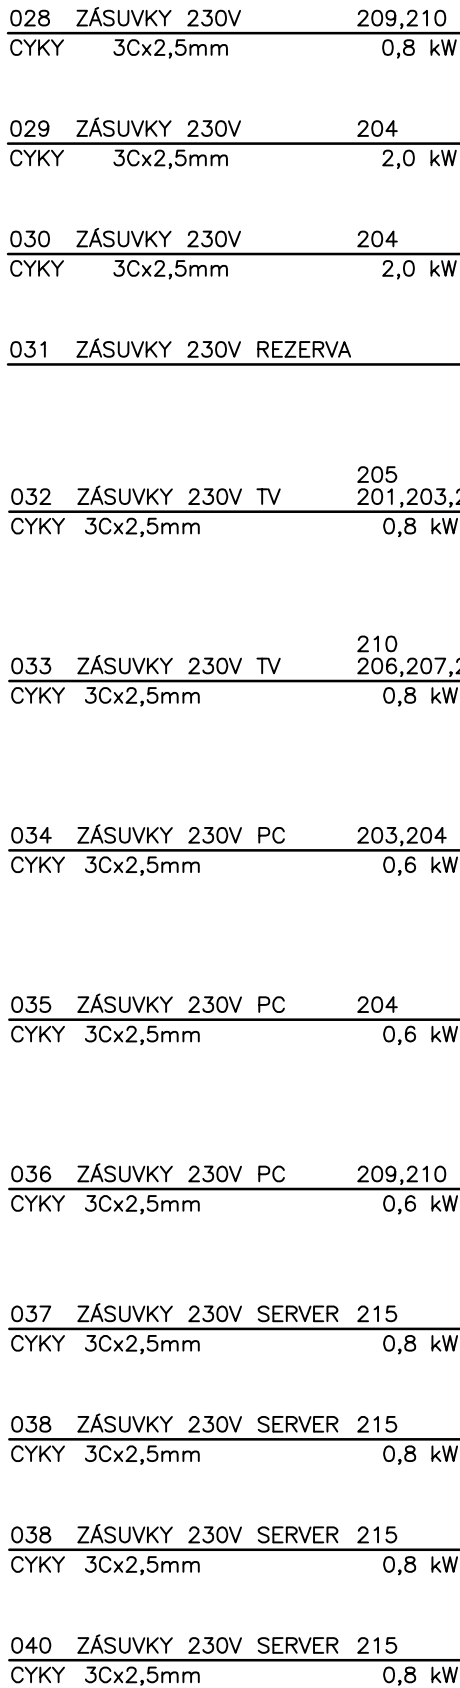 028 ZÁSUVKY 230V 209,210
CYKY 3Cx2,5mm 0,8 kW
029 ZÁSUVKY 230V 204
CYKY 3Cx2,5mm 2,0 kW
030 ZÁSUVKY 230V 204
CYKY 3Cx2,5mm 2,0 kW
031 ZÁSUVKY 230V REZERVA
205
032 ZÁSUVKY 230V TV 201,203,2
CYKY 3Cx2,5mm 0,8 kW
210
033 ZÁSUVKY 230V TV 206,207,2
CYKY 3Cx2,5mm 0,8 kW
034 ZÁSUVKY 230V PC 203,204
CYKY 3Cx2,5mm 0,6 kW
035 ZÁSUVKY 230V PC 204
CYKY 3Cx2,5mm 0,6 kW
036 ZÁSUVKY 230V PC 209,210
CYKY 3Cx2,5mm 0,6 kW
037 ZÁSUVKY 230V SERVER 215
CYKY 3Cx2,5mm 0,8 kW
038 ZÁSUVKY 230V SERVER 215
CYKY 3Cx2,5mm 0,8 kW
038 ZÁSUVKY 230V SERVER 215
CYKY 3Cx2,5mm 0,8 kW
040 ZÁSUVKY 230V SERVER 215
CYKY 3Cx2,5mm 0,8 kW